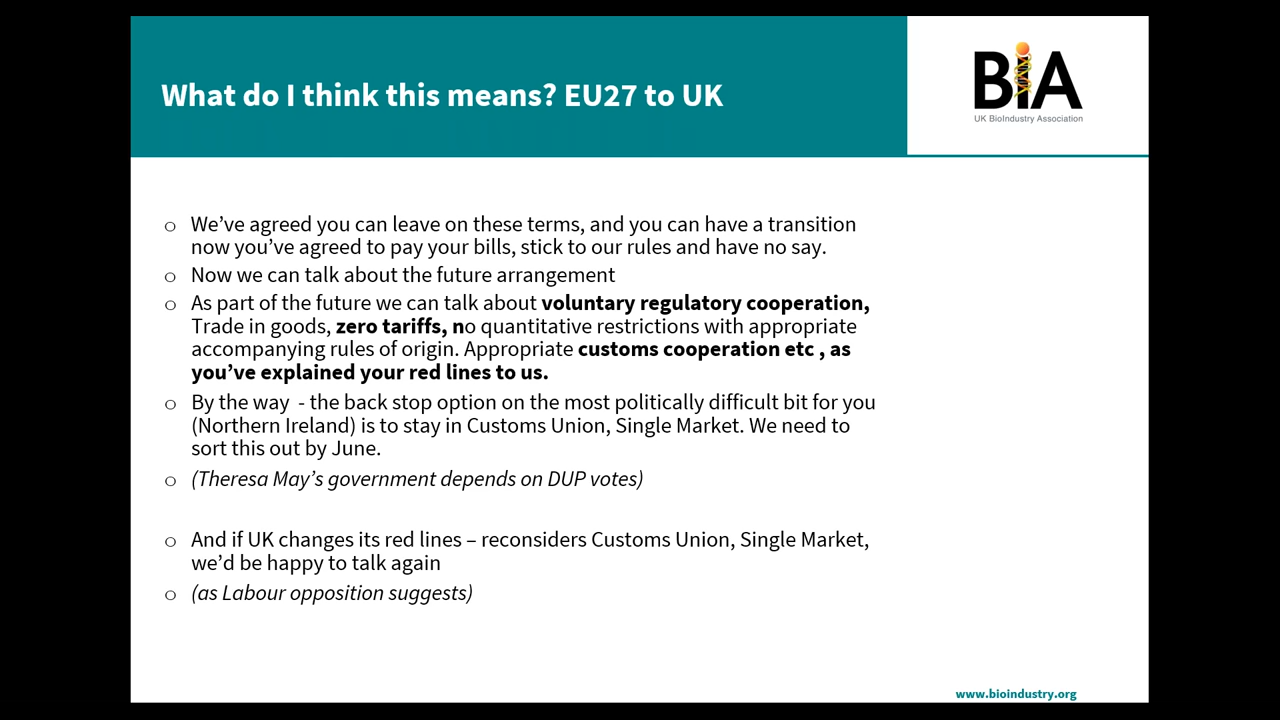 What do I think this means? EU27 to UK
BiA
UK BioIndustry Association
○ We’ve agreed you can leave on these terms, and you can have a transition
now you’ve agreed to pay your bills, stick to our rules and have no say.
○ Now we can talk about the future arrangement
○ As part of the future we can talk about voluntary regulatory cooperation,
Trade in goods, zero tariffs, no quantitative restrictions with appropriate
accompanying rules of origin. Appropriate customs cooperation etc , as
you’ve explained your red lines to us.
○ By the way  - the back stop option on the most politically difficult bit for you
(Northern Ireland) is to stay in Customs Union, Single Market. We need to
sort this out by June.
○ (Theresa May’s government depends on DUP votes)
○ And if UK changes its red lines – reconsiders Customs Union, Single Market,
we’d be happy to talk again
○ (as Labour opposition suggests)
www.bioindustry.org